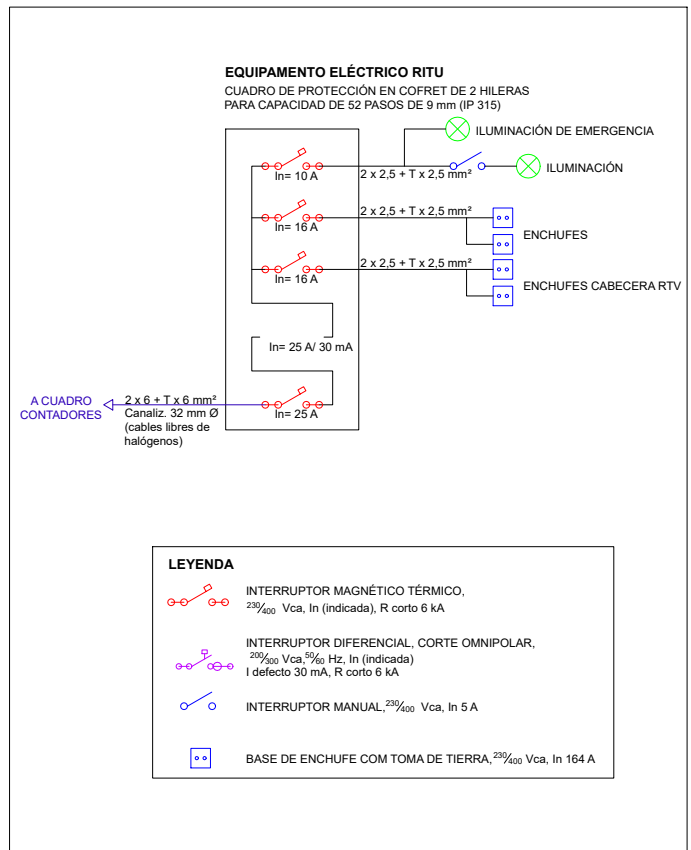 EQUIPAMENTO ELÉCTRICO RITU
CUADRO DE PROTECCIÓN EN COFRET DE 2 HILERAS
PARA CAPACIDAD DE 52 PASOS DE 9 mm (IP 315)
ILUMINACIÓN DE EMERGENCIA
In= 10 A
2 x 2,5 + T x 2,5 mm²
ILUMINACIÓN
In= 16 A
2 x 2,5 + T x 2,5 mm²
ENCHUFES
In= 16 A
2 x 2,5 + T x 2,5 mm²
ENCHUFES CABECERA RTV
In= 25 A/ 30 mA
A CUADRO
CONTADORES
2 x 6 + T x 6 mm²
Canaliz. 32 mm Ø
(cables libres de
halógenos)
In= 25 A
LEYENDA
INTERRUPTOR MAGNÉTICO TÉRMICO,
230/400 Vca, In (indicada), R corto 6 kA
INTERRUPTOR DIFERENCIAL, CORTE OMNIPOLAR,
200/300 Vca,50/60 Hz, In (indicada)
I defecto 30 mA, R corto 6 kA
INTERRUPTOR MANUAL,230/400 Vca, In 5 A
BASE DE ENCHUFE COM TOMA DE TIERRA,230/400 Vca, In 164 A